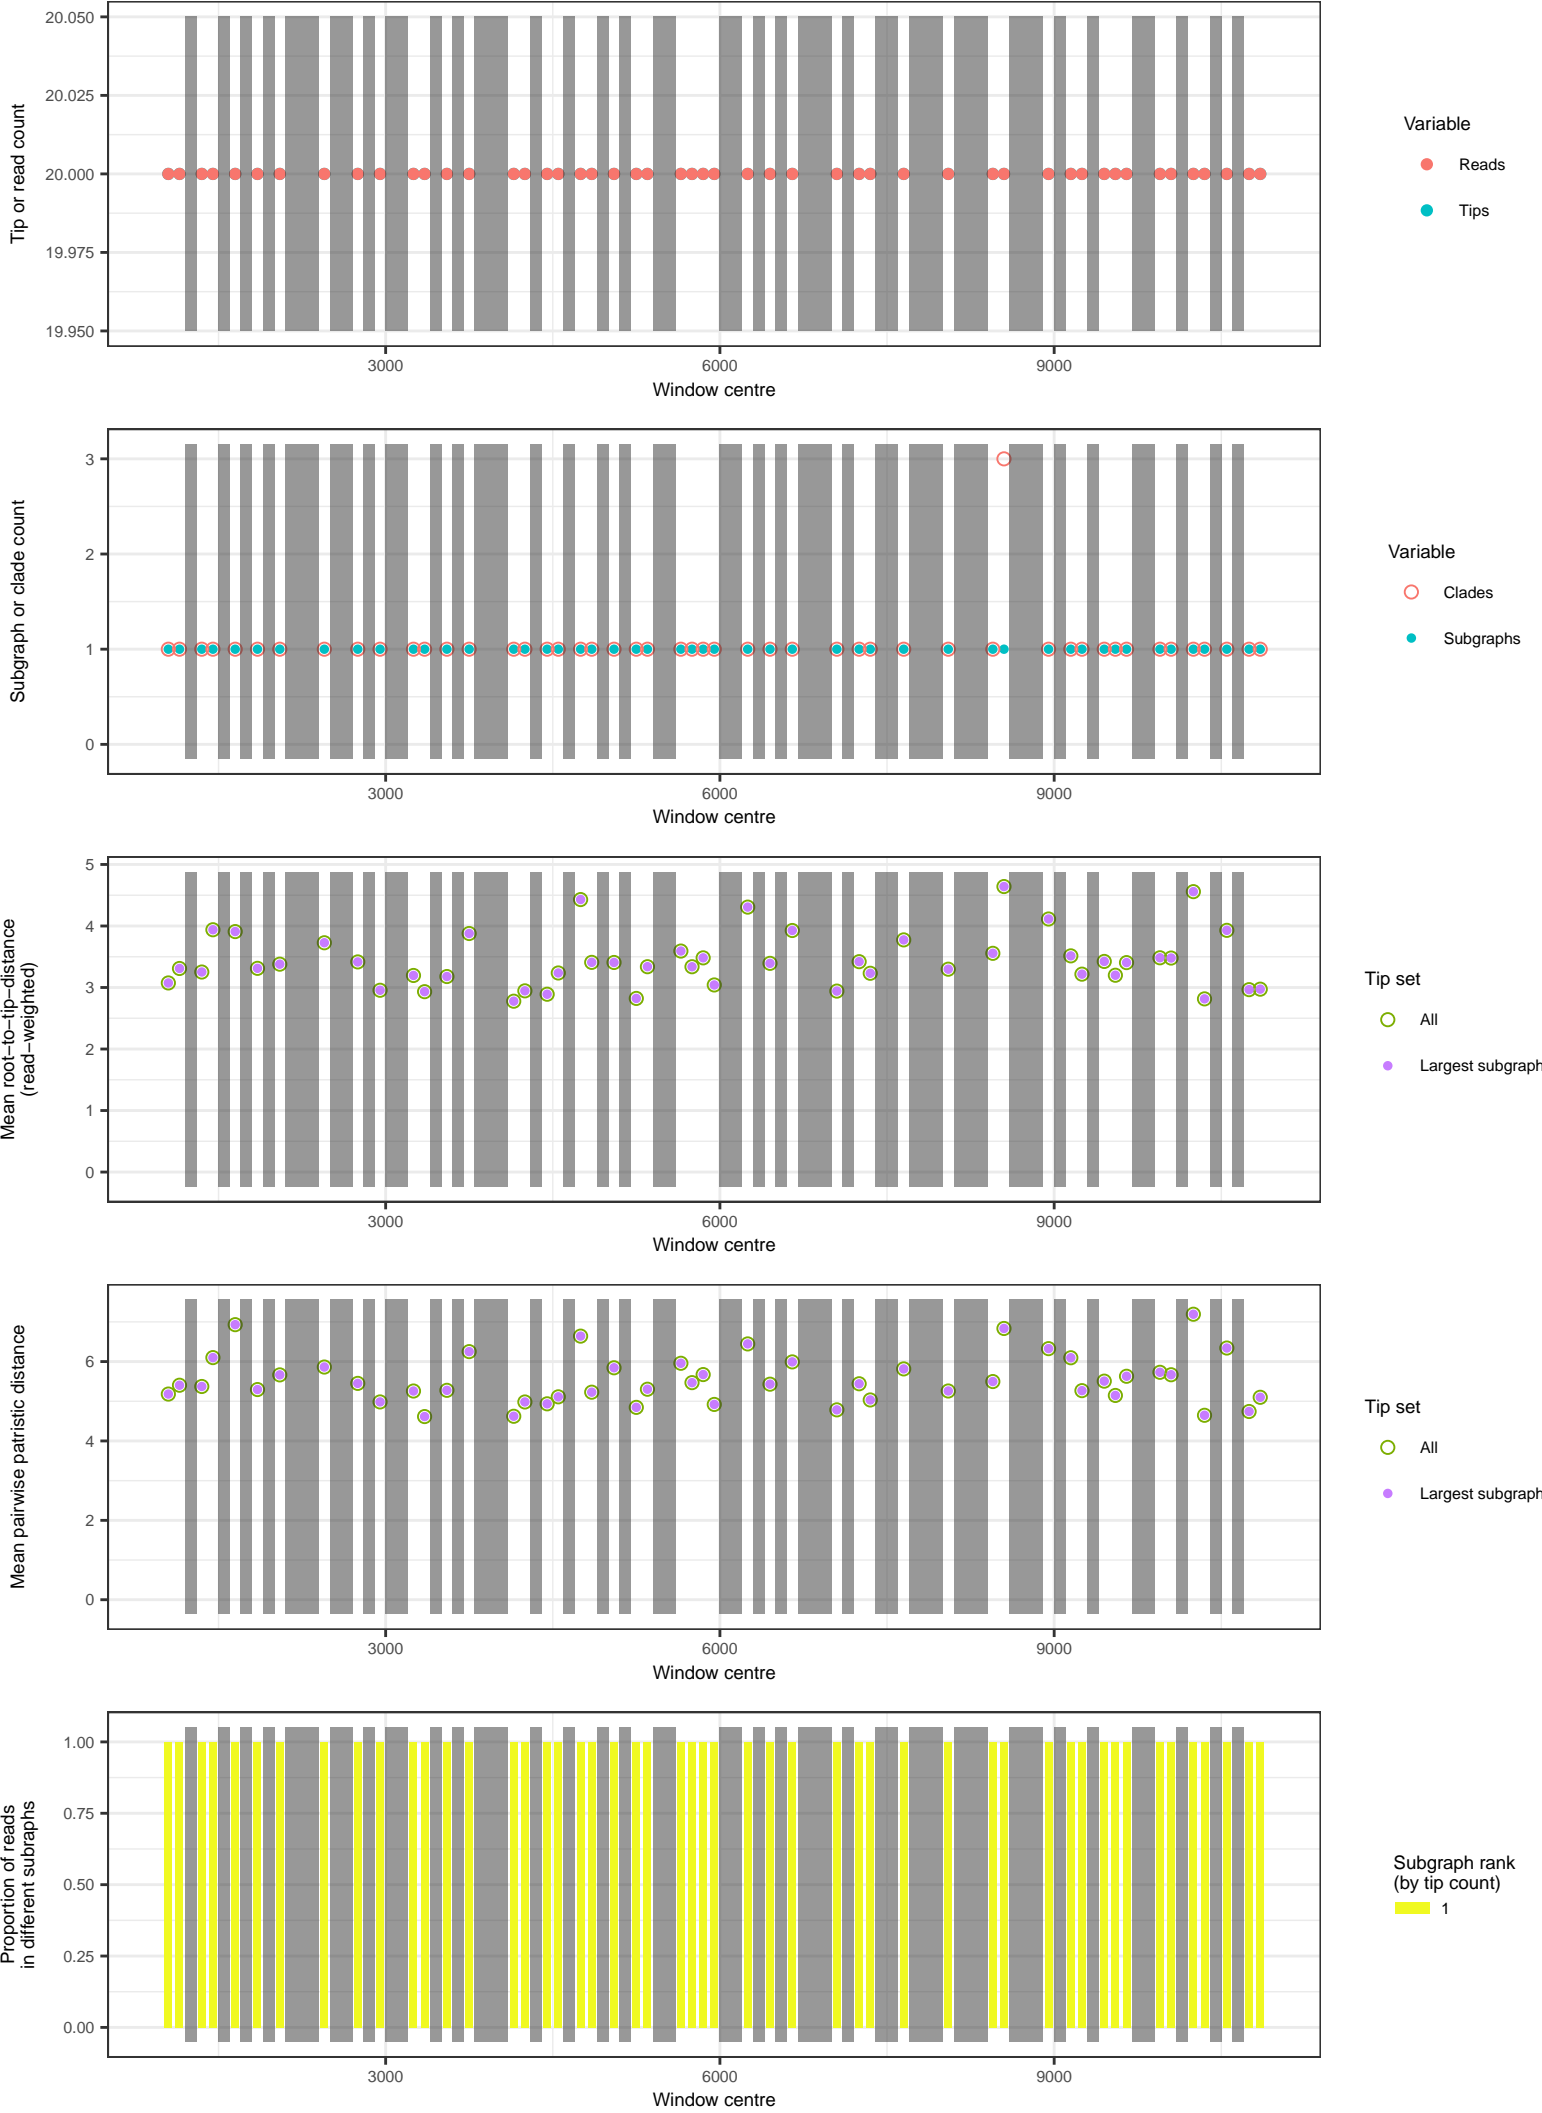 20.050
20.025
20.000
19.975
19.950
Tip or read count
3000
6000
9000
Window centre
Variable
Reads
Tips
3
2
1
0
Subgraph or clade count
3000
6000
9000
Window centre
Variable
Clades
Subgraphs
5
4
3
2
1
0
Mean root−to−tip−distance
(read−weighted)
3000
6000
9000
Window centre
Tip set
All
Largest subgraph
6
4
2
0
Mean pairwise patristic distance
3000
6000
9000
Window centre
Tip set
All
Largest subgraph
1.00
0.75
0.50
0.25
0.00
Proportion of reads
in different subraphs
3000
6000
9000
Window centre
Subgraph rank
(by tip count)
1